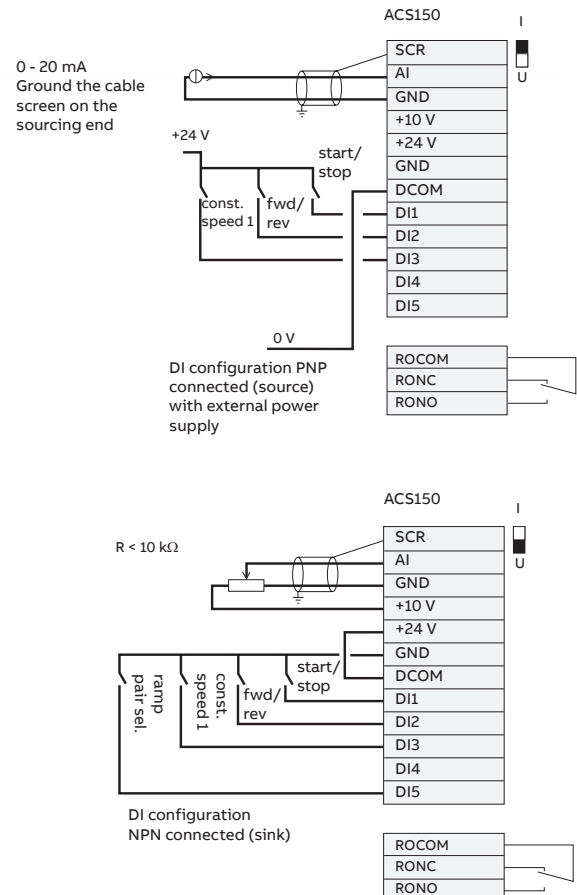 ACS150
I
0 - 20 mA
Ground the cable
screen on the
sourcing end
SCR
AI
GND
+10 V
+24 V
GND
DCOM
DI1
DI2
DI3
DI4
DI5
U
+24 V
start/
stop
const.
speed 1
fwd/
rev
0 V
DI configuration PNP
connected (source)
with external power
supply
ROCOM
RONC
RONO
ACS150
I
R < 10 kΩ
SCR
AI
GND
+10 V
+24 V
GND
DCOM
DI1
DI2
DI3
DI4
DI5
U
ramp
pair sel.
const.
speed 1
fwd/
rev
start/
stop
DI configuration
NPN connected (sink)
ROCOM
RONC
RONO